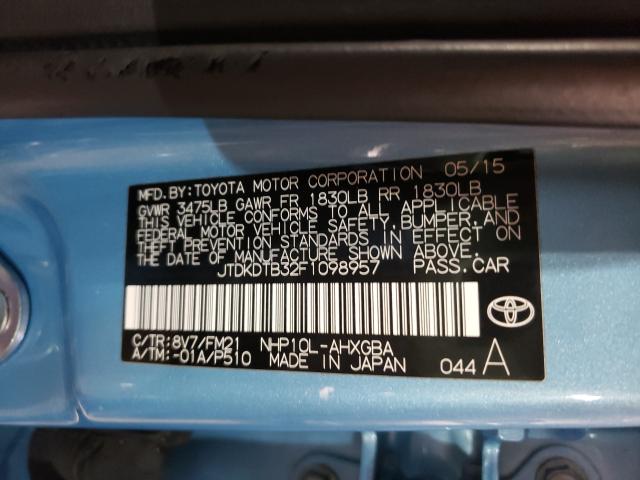 MFD. BY: TOYOTA MOTOR CORPORATION 05/15
GVWR 3475LB GAWR FR 1830LB RR 1830LB
THIS VEHICLE CONFORMS TO ALL APPLICABLE
FEDERAL MOTOR VEHICLE SAFETY, BUMPER, AND
THEFT PREVENTION STANDARDS IN EFFECT ON
THE DATE OF MANUFACTURE SHOWN ABOVE.
JTDKDTB32F1098957 PASS. CAR
C/TR: 8V7/FM21 NHP10L-AHXGBA
A/TM: -01A/P510 MADE IN JAPAN 044 A